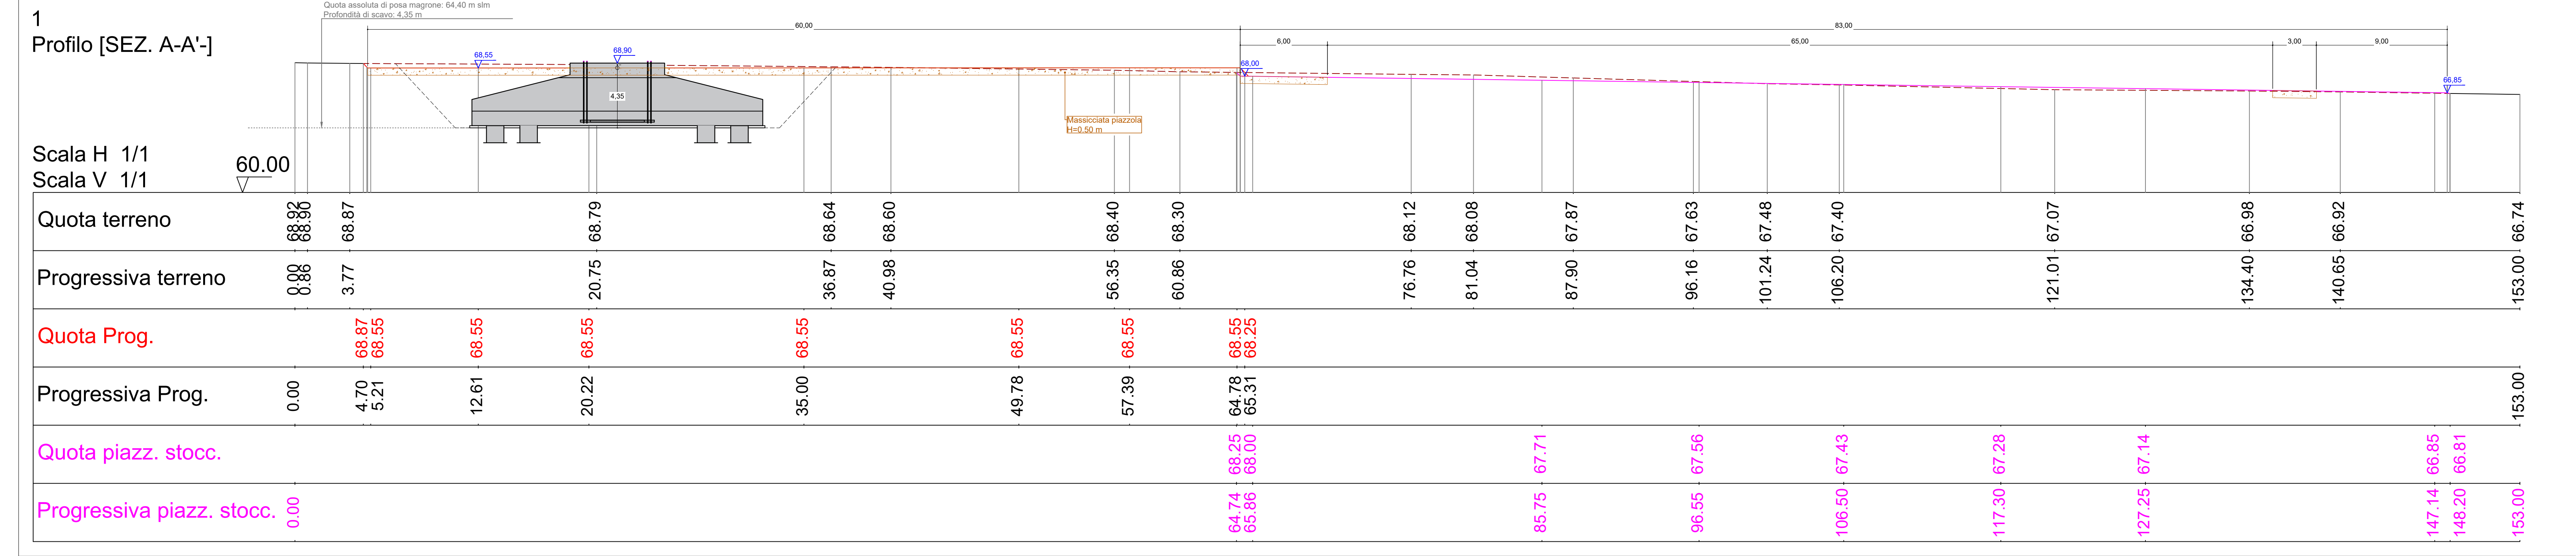 Quota assoluta di posa magrone: 64,40 m slm
Profondità di scavo: 4,35 m
1
Profilo [SEZ. A-A'-]
60,00
83,00
6,00
65,00
3,00
9,00
68,55
68,90
68,00
66,85
4,35
Massicciata piazzola
H=0.50 m
Scala H 1/1
Scala V 1/1
60.00
Quota terreno 68.92 68.90 68.87 68.79 68.64 68.60 68.40 68.30 68.12 68.08 67.87 67.63 67.48 67.40 67.07 66.98 66.92 66.74
Progressiva terreno 0.00 0.86 3.77 20.75 36.87 40.98 56.35 60.86 76.76 81.04 87.90 96.16 101.24 106.20 121.01 134.40 140.65 153.00
Quota Prog. 68.87 68.55 68.55 68.55 68.55 68.55 68.55 68.55 68.25
Progressiva Prog. 0.00 4.70 5.21 12.61 20.22 35.00 49.78 57.39 64.78 65.31 153.00
Quota piazz. stocc. 68.25 68.00 67.71 67.56 67.43 67.28 67.14 66.85 66.81
Progressiva piazz. stocc. 0.00 64.74 65.86 85.75 96.55 106.50 117.30 127.25 147.14 148.20 153.00